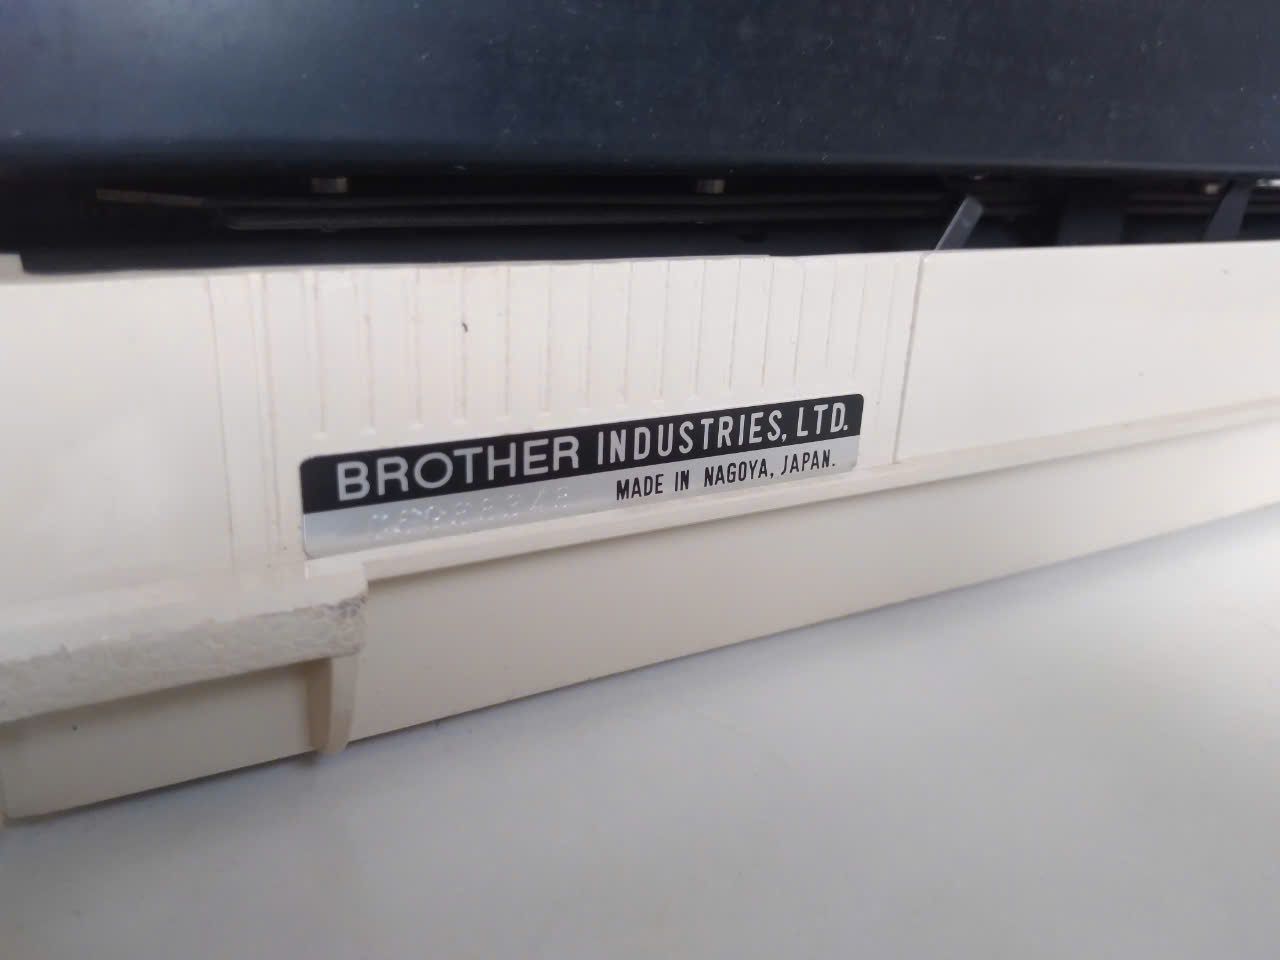 BROTHER INDUSTRIES, LTD.
MADE IN NAGOYA, JAPAN.